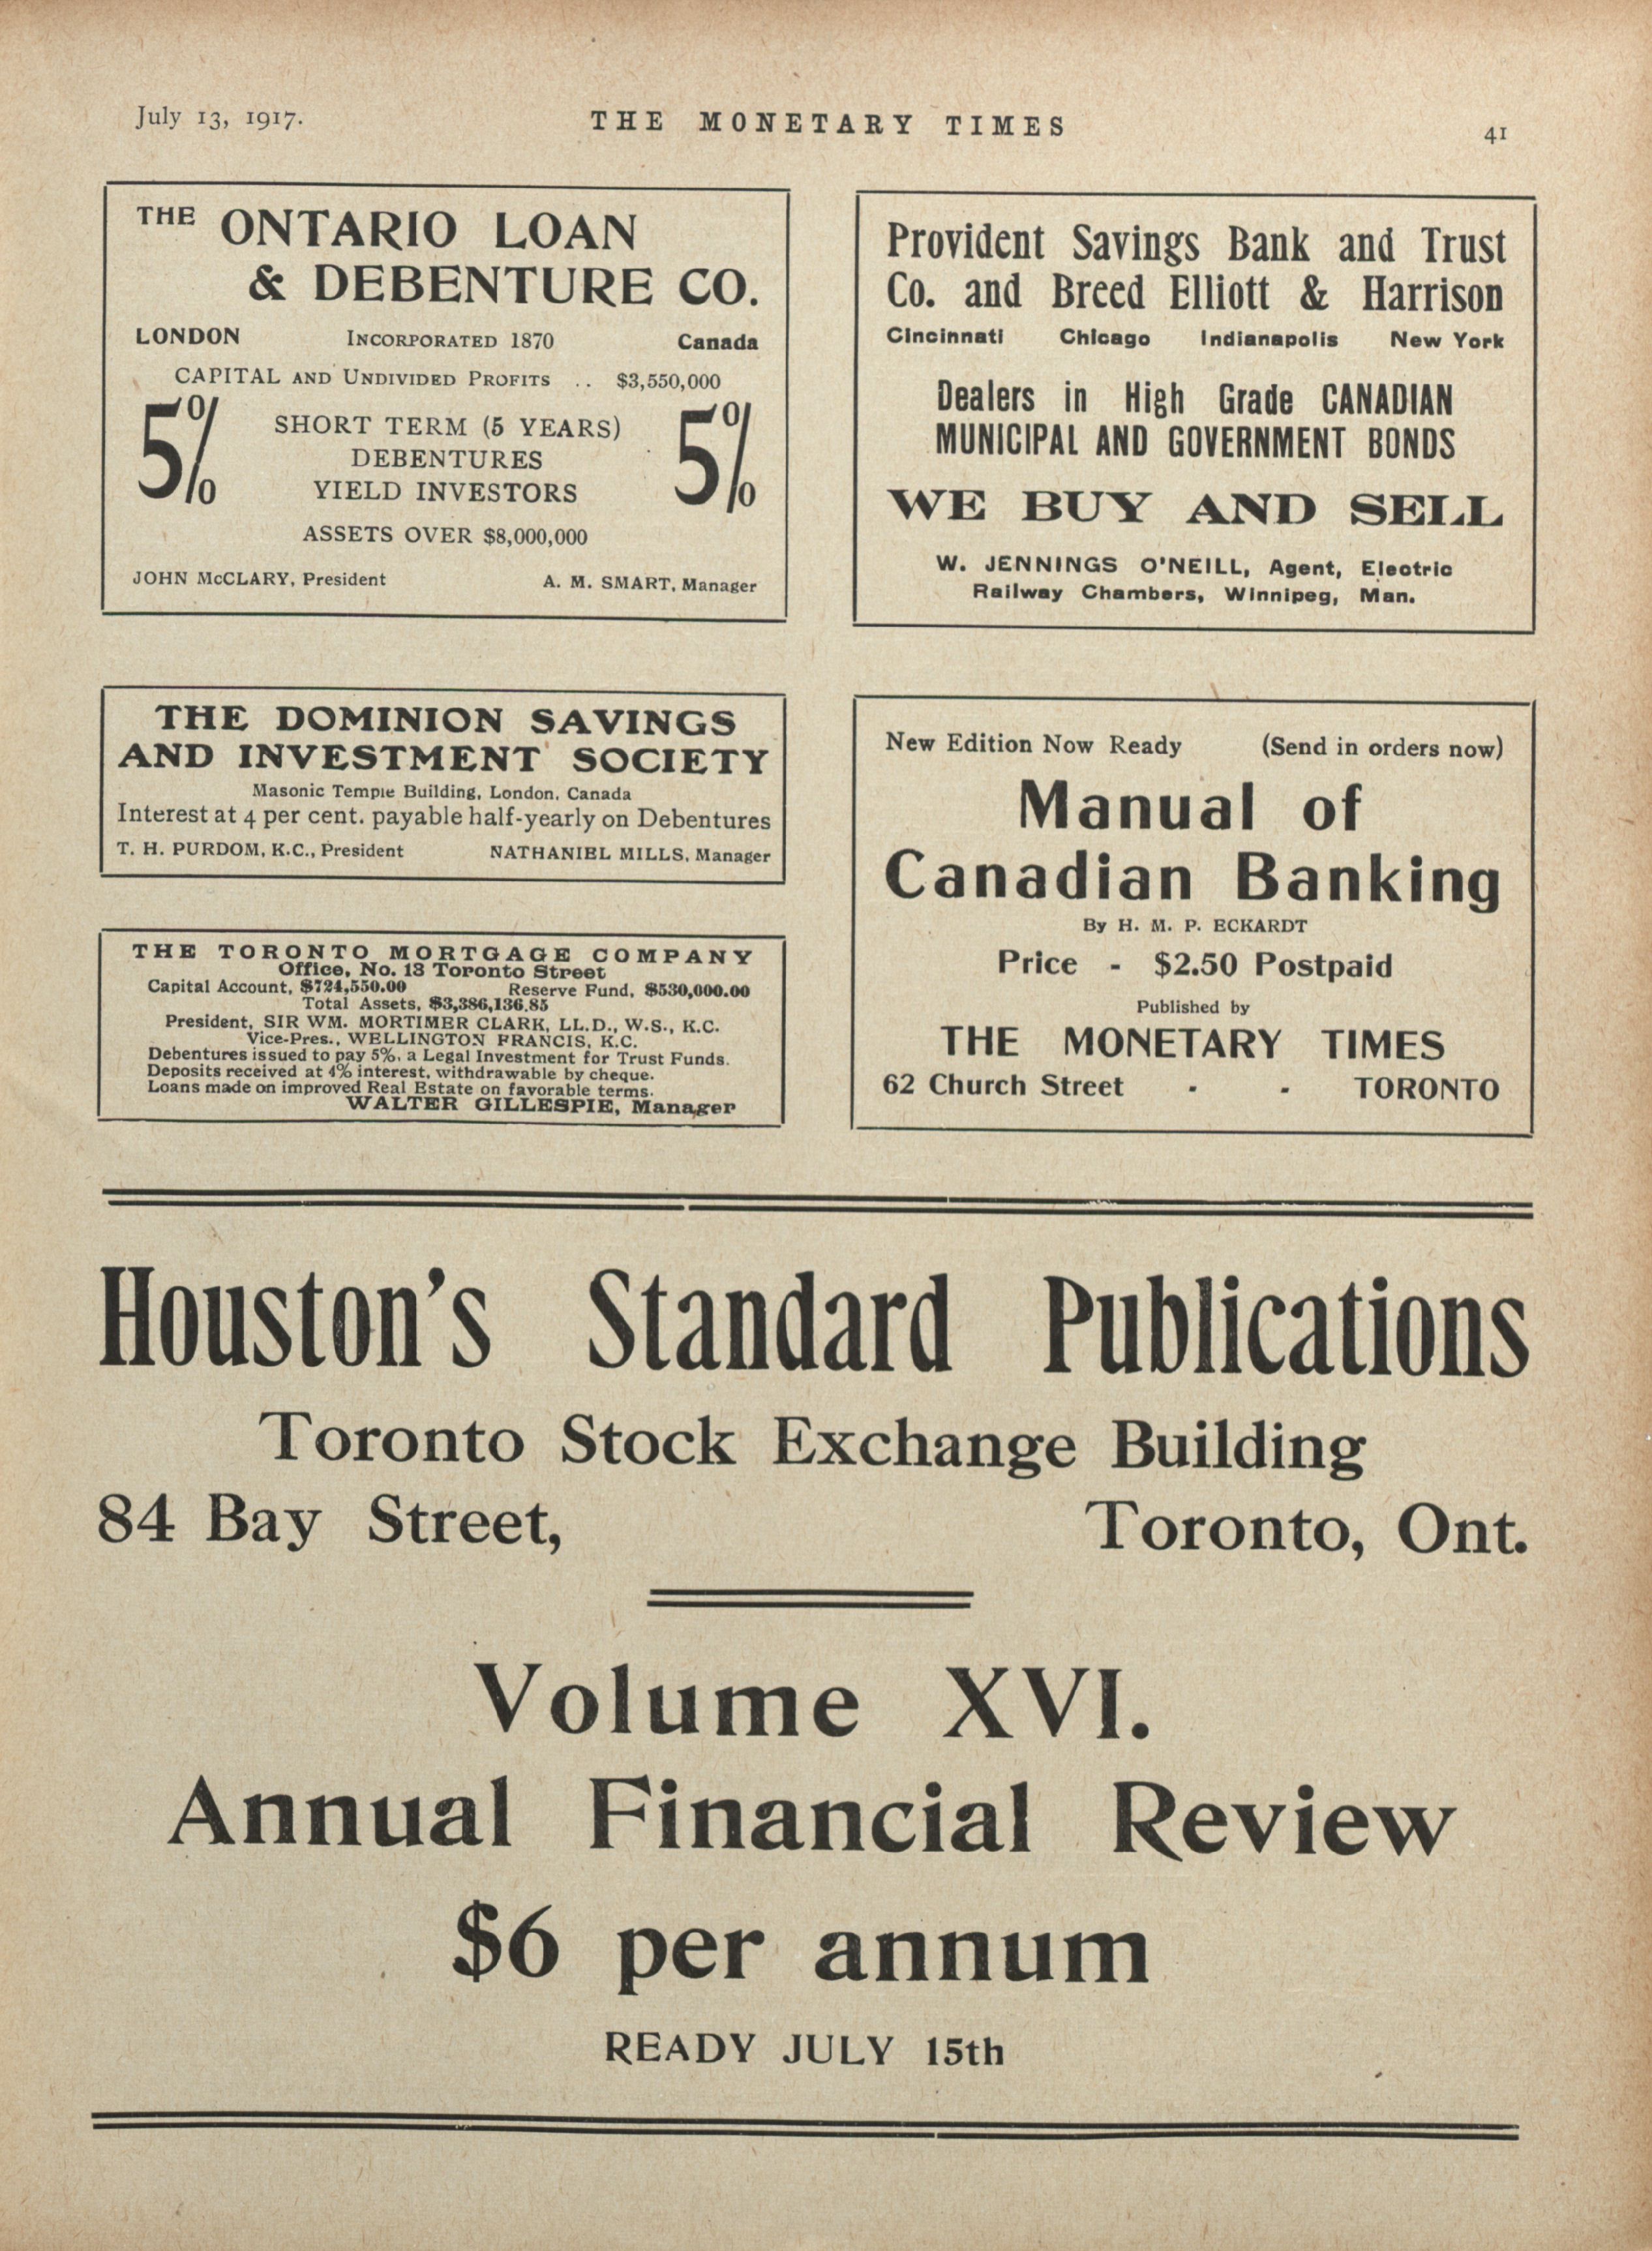 July 13, 1917.
THE MONETARY TIMES
41
THE ONTARIO LOAN
& DEBENTURE CO.
LONDON INCORPORATED 1870 Canada
CAPITAL AND UNDIVIDED PROFITS .. $3,550,000
5% SHORT TERM (5 YEARS) 5%
DEBENTURES
YIELD INVESTORS
ASSETS OVER $8,000,000
JOHN McCLARY, President A. M. SMART, Manager
THE DOMINION SAVINGS
AND INVESTMENT SOCIETY
Masonic Temple Building, London, Canada
Interest at 4 per cent. payable half-yearly on Debentures
T. H. PURDOM, K.C., President NATHANIEL MILLS, Manager
THE TORONTO MORTGAGE COMPANY
Office, No. 13 Toronto Street
Capital Account, $724,550.00 Reserve Fund, $530,000.00
Total Assets, $3,386,136.85
President, SIR WM. MORTIMER CLARK, LL.D., W.S., K.C.
Vice-Pres., WELLINGTON FRANCIS, K.C.
Debentures issued to pay 5%, a Legal Investment for Trust Funds.
Deposits received at 4% interest, withdrawable by cheque.
Loans made on improved Real Estate on favorable terms.
WALTER GILLESPIE, Manager
Provident Savings Bank and Trust
Co. and Breed Elliott & Harrison
Cincinnati Chicago Indianapolis New York
Dealers in High Grade CANADIAN
MUNICIPAL AND GOVERNMENT BONDS
WE BUY AND SELL
W. JENNINGS O'NEILL, Agent, Electric
Railway Chambers, Winnipeg, Man.
New Edition Now Ready (Send in orders now)
Manual of
Canadian Banking
By H. M. P. ECKARDT
Price - $2.50 Postpaid
Published by
THE MONETARY TIMES
62 Church Street - - TORONTO
Houston's Standard Publications
Toronto Stock Exchange Building
84 Bay Street, Toronto, Ont.
Volume XVI.
Annual Financial Review
$6 per annum
READY JULY 15th